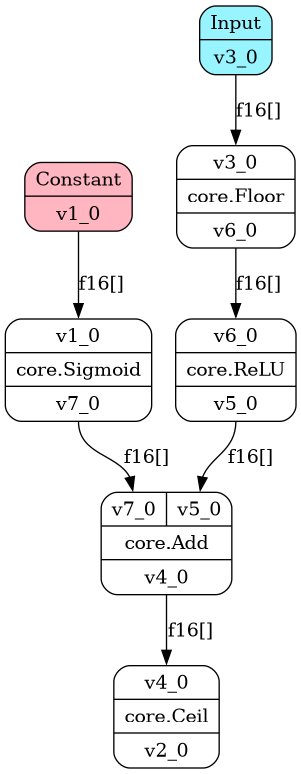 Input
v3_0
f16[]
Constant
v1_0
v3_0
core.Floor
v6_0
f16[]
f16[]
v1_0
core.Sigmoid
v7_0
v6_0
core.ReLU
v5_0
f16[]
f16[]
v7_0 v5_0
core.Add
v4_0
f16[]
v4_0
core.Ceil
v2_0